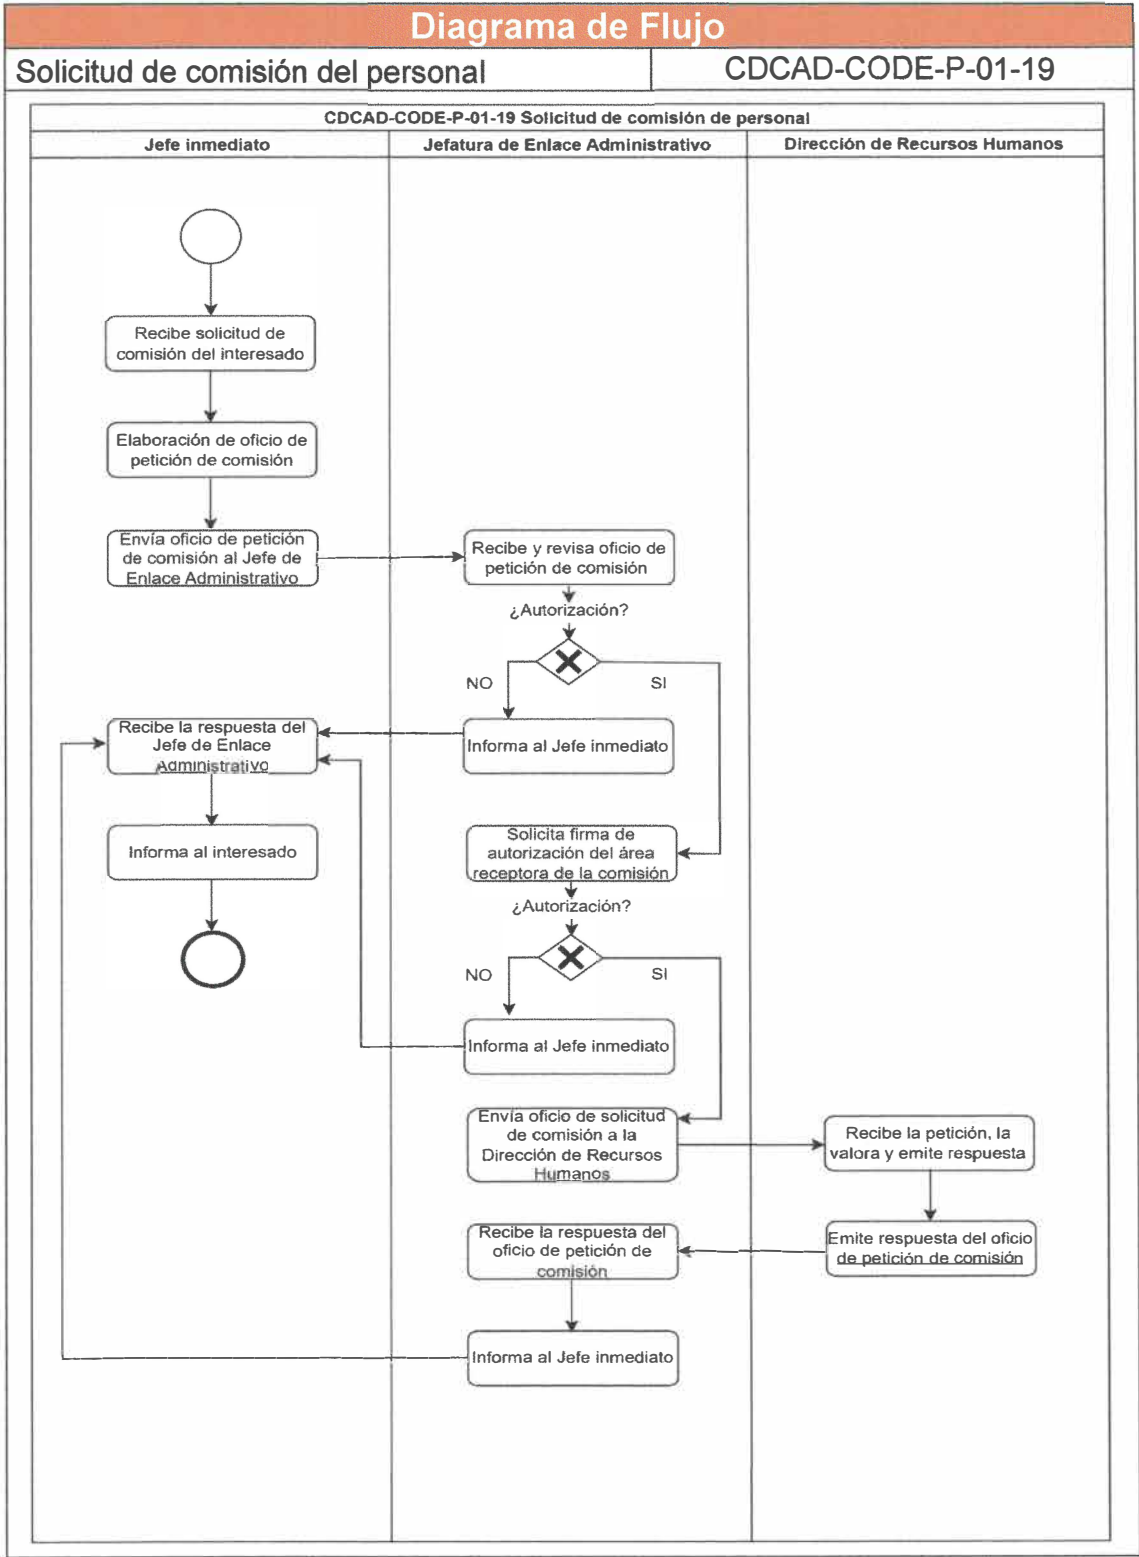 Diagrama de Flujo
Solicitud de comisión del personal
CDCAD-CODE-P-01-19
CDCAD-CODE-P-01-19 Solicitud de comisión de personal
Jefe inmediato
Jefatura de Enlace Administrativo
Dirección de Recursos Humanos
Recibe solicitud de
comisión del interesado
Elaboración de oficio de
petición de comisión
Envía oficio de petición
de comisión al Jefe de
Enlace Administrativo
Recibe y revisa oficio de
petición de comisión
¿Autorización?
NO
SI
Recibe la respuesta del
Jefe de Enlace
Administrativo
Informa al Jefe inmediato
Informa al interesado
Solicita firma de
autorización del área
receptora de la comisión
¿Autorización?
NO
SI
Informa al Jefe inmediato
Envía oficio de solicitud
de comisión a la
Dirección de Recursos
Humanos
Recibe la petición, la
valora y emite respuesta
Emite respuesta del oficio
de petición de comisión
Recibe la respuesta del
oficio de petición de
comisión
Informa al Jefe inmediato